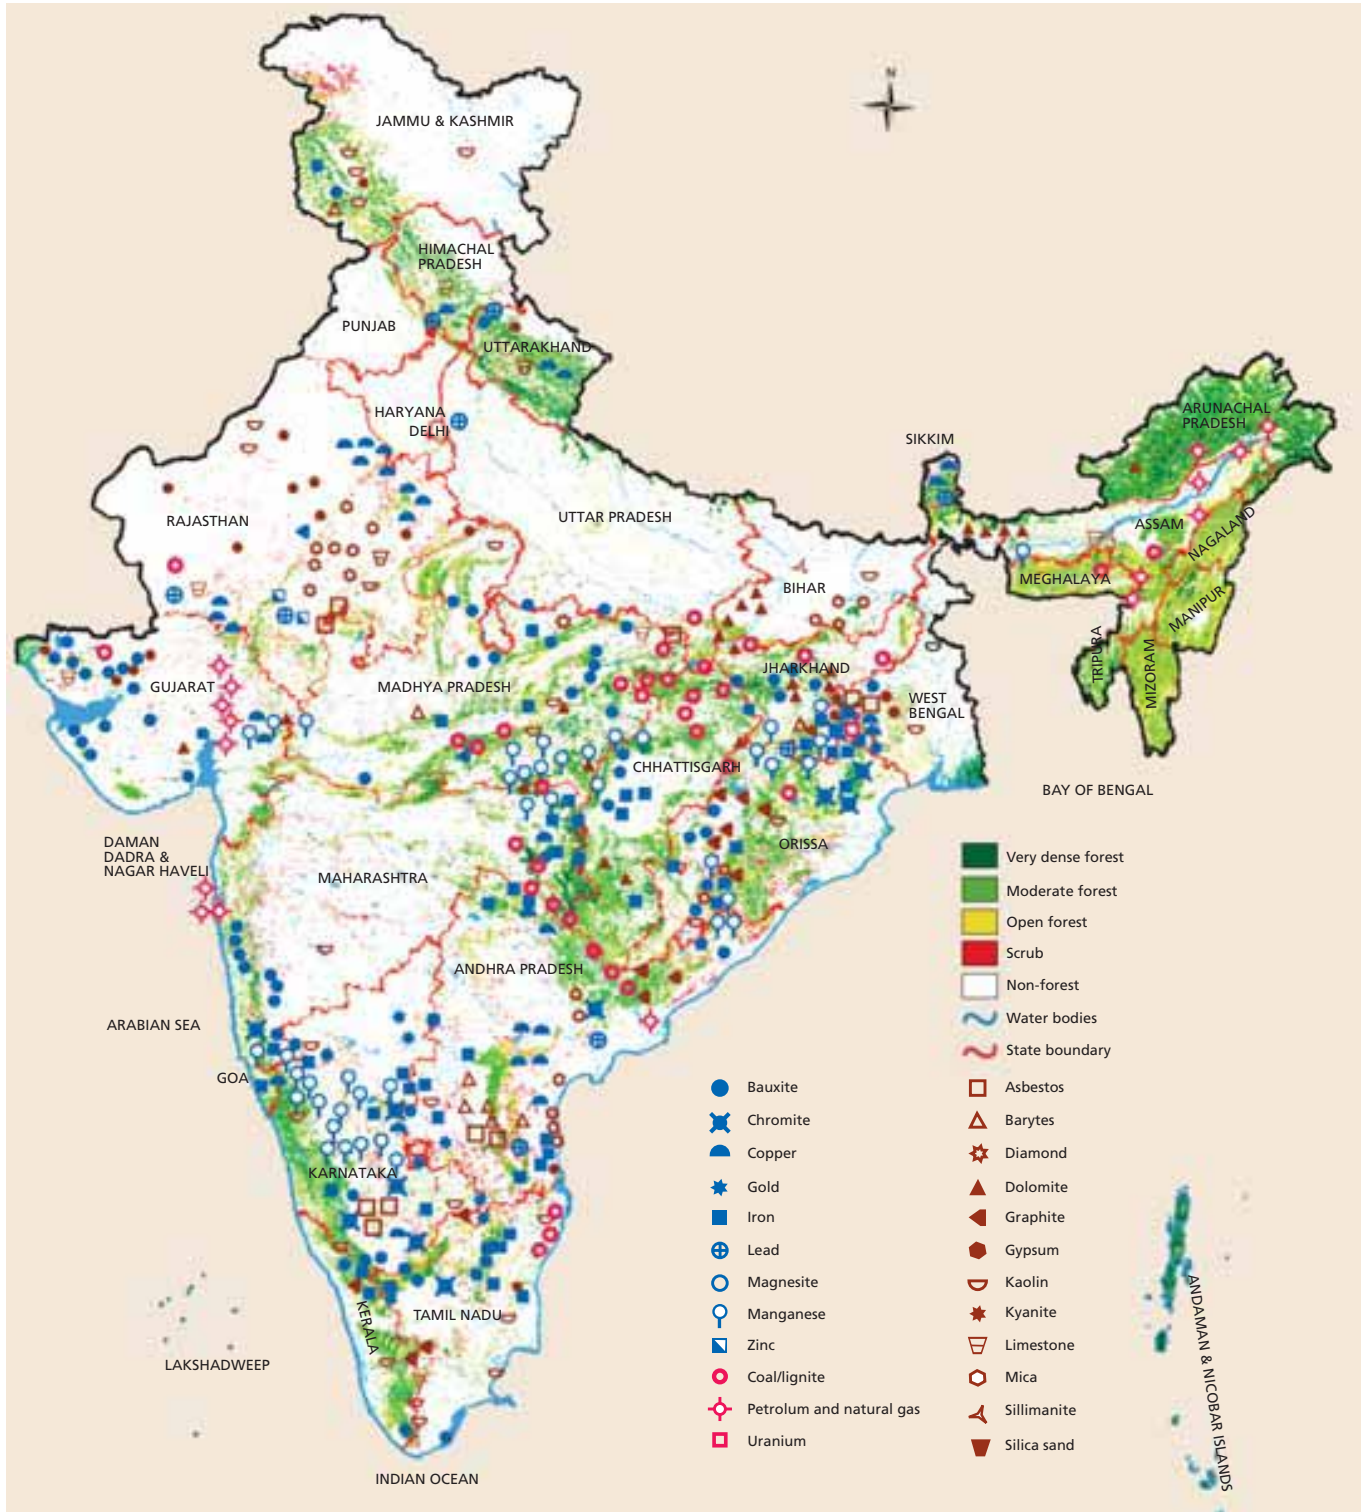 N
JAMMU & KASHMIR
HIMACHAL
PRADESH
PUNJAB
UTTARAKHAND
HARYANA
DELHI
RAJASTHAN
UTTAR PRADESH
SIKKIM
ARUNACHAL
PRADESH
ASSAM
NAGALAND
MEGHALAYA
MANIPUR
TRIPURA
MIZORAM
BIHAR
JHARKHAND
WEST
BENGAL
GUJARAT
MADHYA PRADESH
CHHATTISGARH
BAY OF BENGAL
DAMAN
DADRA &
NAGAR HAVELI
MAHARASHTRA
ORISSA
ANDHRA PRADESH
ARABIAN SEA
GOA
KARNATAKA
KERALA
TAMIL NADU
LAKSHADWEEP
INDIAN OCEAN
ANDAMAN & NICOBAR ISLANDS
Very dense forest
Moderate forest
Open forest
Scrub
Non-forest
Water bodies
State boundary
Bauxite
Chromite
Copper
Gold
Iron
Lead
Magnesite
Manganese
Zinc
Coal/lignite
Petrolum and natural gas
Uranium
Asbestos
Barytes
Diamond
Dolomite
Graphite
Gypsum
Kaolin
Kyanite
Limestone
Mica
Sillimanite
Silica sand